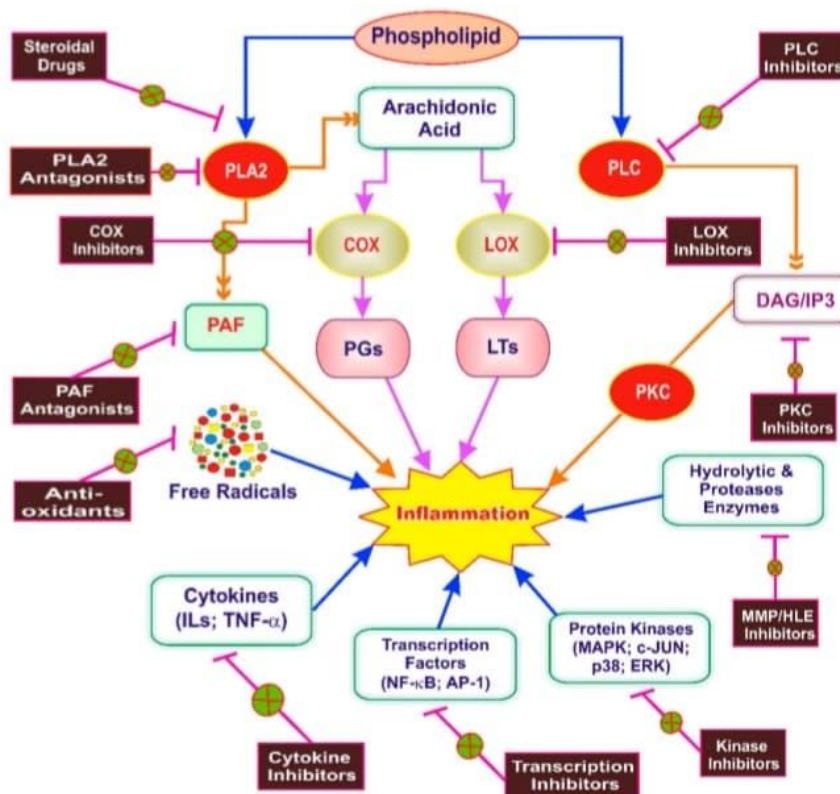 Phospholipid
Steroidal
Drugs
PLC
Inhibitors
Arachidonic
Acid
PLA2
Antagonists
PLA2
PLC
COX
Inhibitors
COX
LOX
LOX
Inhibitors
DAG/IP3
PAF
PGs
LTs
PKC
PAF
Antagonists
PKC
Inhibitors
Anti-
oxidants
Free Radicals
Inflammation
Hydrolytic &
Proteases
Enzymes
Cytokines
(ILs; TNF-α)
Transcription
Factors
(NF-κB; AP-1)
Protein Kinases
(MAPK; c-JUN;
p38; ERK)
MMP/HLE
Inhibitors
Cytokine
Inhibitors
Transcription
Inhibitors
Kinase
Inhibitors